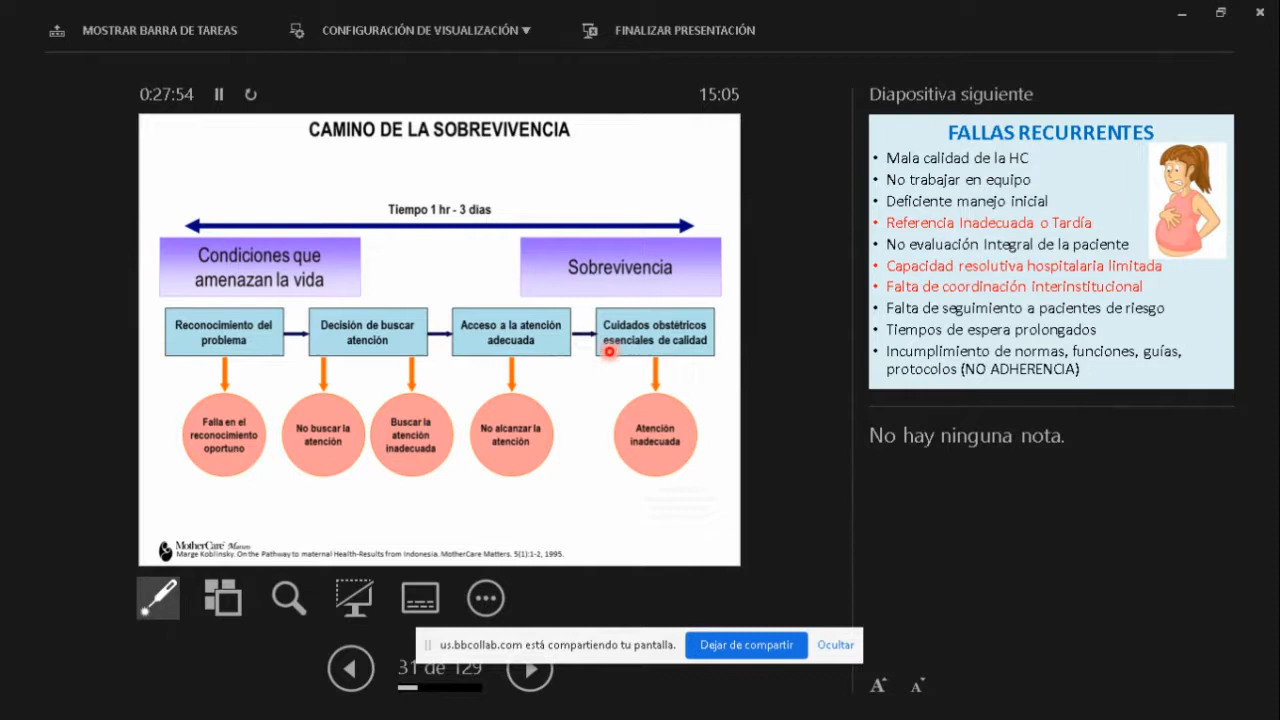 MOSTRAR BARRA DE TAREAS
CONFIGURACIÓN DE VISUALIZACIÓN ▼
FINALIZAR PRESENTACIÓN
0:27:54
15:05
CAMINO DE LA SOBREVIVENCIA
Tiempo 1 hr - 3 dias
Condiciones que
amenazan la vida
Sobrevivencia
Reconocimiento del
problema
Decisión de buscar
atención
Acceso a la atención
adecuada
Cuidados obstétricos
esenciales de calidad
Falla en el
reconocimiento
oportuno
No buscar la
atención
Buscar la
atención
inadecuada
No alcanzar la
atención
Atención
inadecuada
MotherCare Matters
Marge Koblinsky. On the Pathway to maternal Health-Results from Indonesia. MotherCare Matters. 5(1):1-2, 1995.
Diapositiva siguiente
FALLAS RECURRENTES
• Mala calidad de la HC
• No trabajar en equipo
• Deficiente manejo inicial
• Referencia Inadecuada o Tardía
• No evaluación Integral de la paciente
• Capacidad resolutiva hospitalaria limitada
• Falta de coordinación interinstitucional
• Falta de seguimiento a pacientes de riesgo
• Tiempos de espera prolongados
• Incumplimiento de normas, funciones, guías,
protocolos (NO ADHERENCIA)
No hay ninguna nota.
us.bbcollab.com está compartiendo tu pantalla.
Dejar de compartir
Ocultar
31 de 129
A A